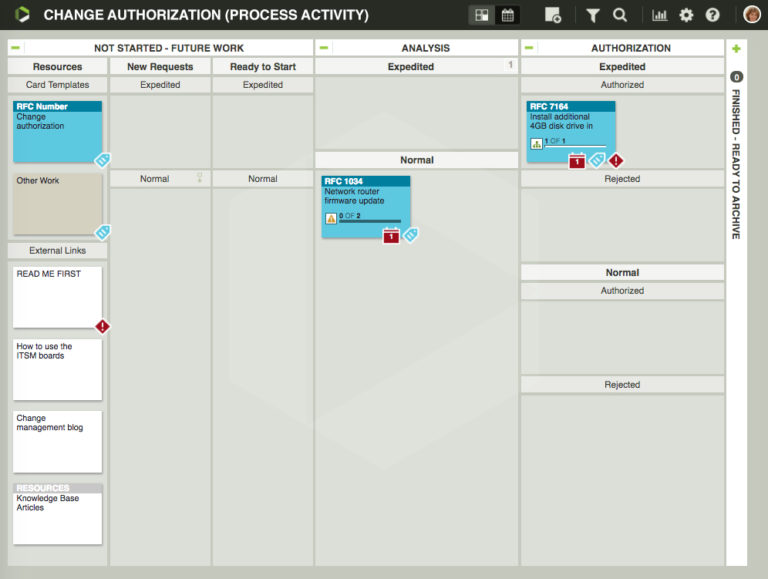 CHANGE AUTHORIZATION (PROCESS ACTIVITY)
NOT STARTED - FUTURE WORK
ANALYSIS
AUTHORIZATION
Resources
New Requests
Ready to Start
Expedited
1
Expedited
Card Templates
Expedited
Expedited
Authorized
RFC Number
Change
authorization
RFC 7164
Install additional
4GB disk drive in
1 OF 1
1
Normal
Other Work
Normal
Normal
RFC 1034
Network router
firmware update
0 OF 2
1
Rejected
External Links
READ ME FIRST
Normal
Authorized
How to use the
ITSM boards
Rejected
Change
management blog
RESOURCES
Knowledge Base
Articles
0
FINISHED - READY TO ARCHIVE